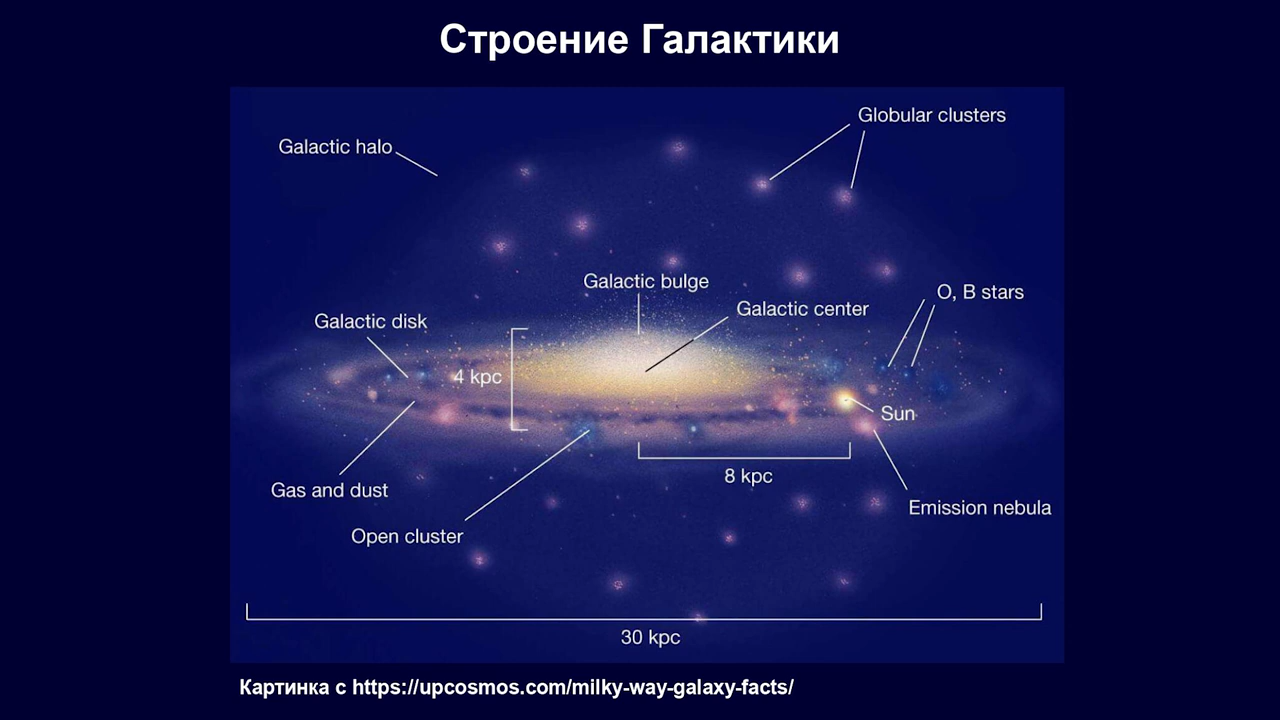 Строение Галактики
Globular clusters
Galactic halo
Galactic bulge
O, B stars
Galactic center
Galactic disk
4 kpc
Sun
8 kpc
Gas and dust
Emission nebula
Open cluster
30 kpc
Картинка с https://upcosmos.com/milky-way-galaxy-facts/